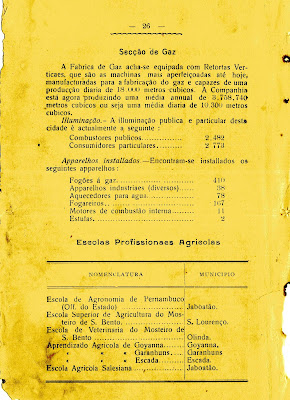 — 26 —
Secção de Gaz
A Fabrica de Gaz acha-se equipada com Retortas Ver-
ticaes, que são as machinas mais aperfeiçoadas até hoje,
manufacturadas para a fabricação do gaz e capazes de uma
producção diaria de 18.000 metros cubicos. A Companhia
está agora produzindo uma média annual de 3,758,740
metros cubicos ou seja uma média diaria de 10.300 metros
cubicos.
Illuminação.— A illuminação publica e particular desta
cidade é actualmente a seguinte :
Combustores publicos.............. 2.482
Consumidores particulares.......... 2 773
Apparelhos installados.—Encontram-se installados os
seguintes apparelhos :
Fogões á gaz....................... 410
Apparelhos industriaes (diversos)..... 38
Aquecedores para agua.............. 78
Fogareiros......................... 167
Motores de combustão interna........ 11
Estufas............................. 2
Escolas Profissionaes Agricolas
NOMENCLATURA MUNICIPIO
Escola de Agronomia de Pernambuco
(Off. do Estado) .................. Jaboatão.
Escola Superior de Agricultura do Mos-
teiro de S. Bento.................. S. Lourenço.
Escola de Veterinaria do Mosteiro de
S. Bento ......................... Olinda.
Aprendizado Agricola de Goyanna.... Goyanna,
» » » Garanhuns.. Garanhuns
» » » Escada..... Escada.
Escola Agricola Salesiana ............ Jaboatão.